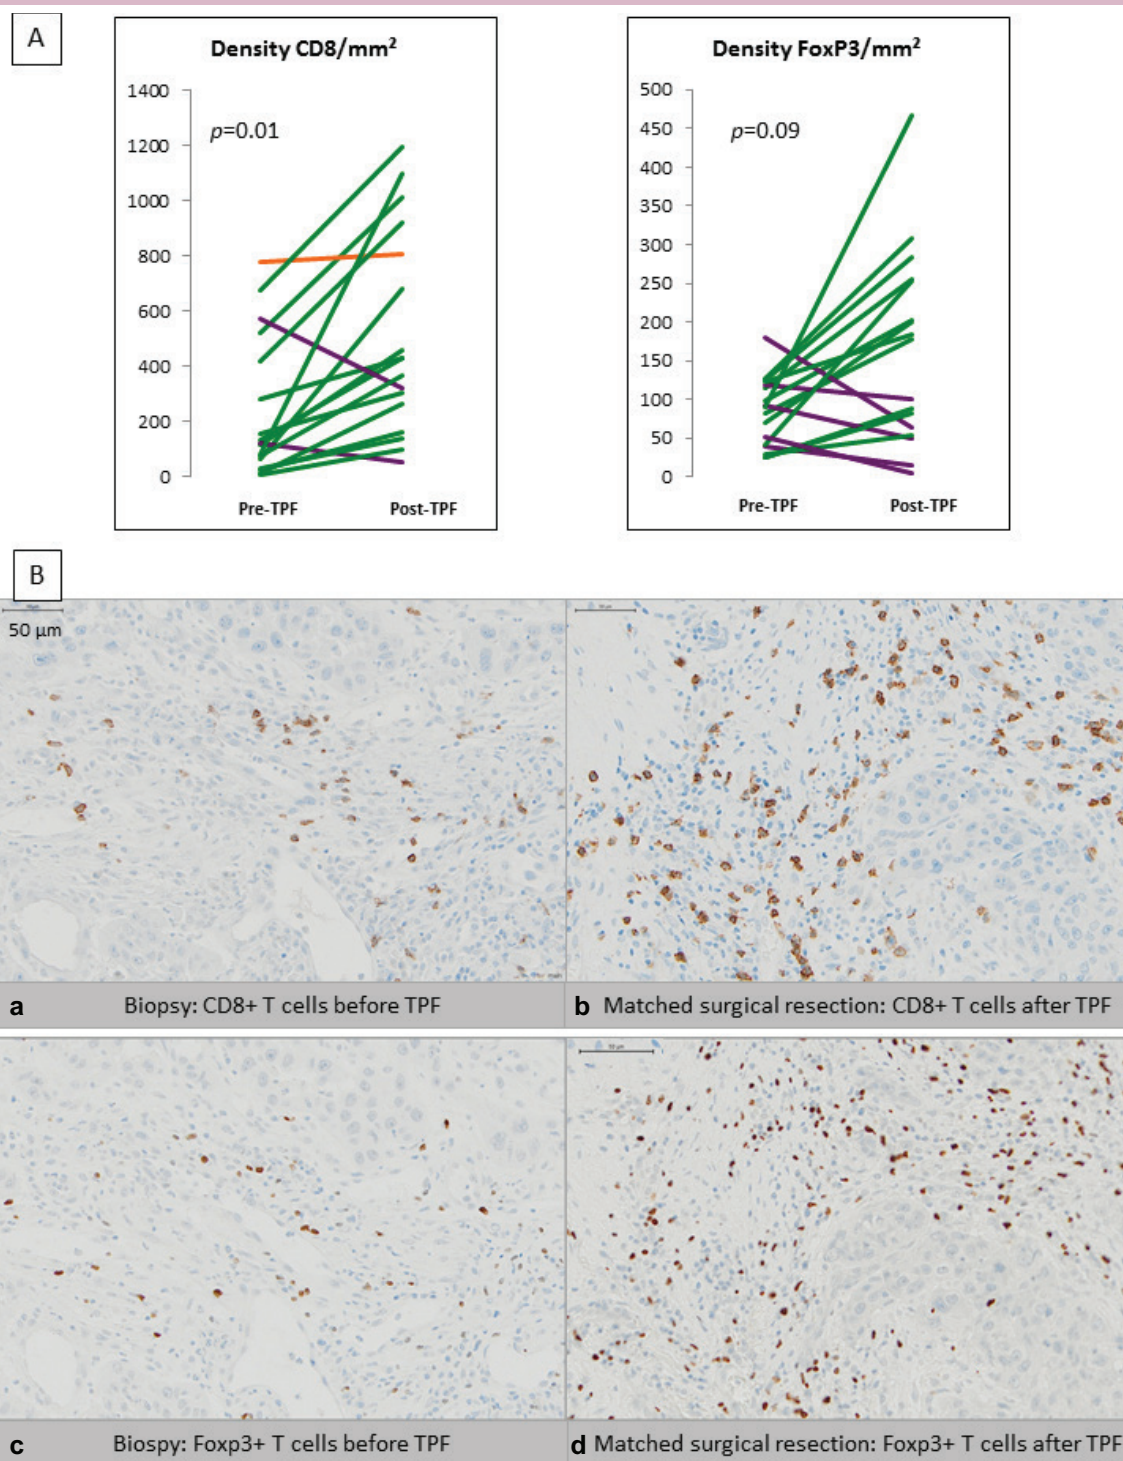 A
Density CD8/mm²
Density FoxP3/mm²
p=0.01
p=0.09
1400
1200
1000
800
600
400
200
0
500
450
400
350
300
250
200
150
100
50
0
Pre-TPF
Post-TPF
Pre-TPF
Post-TPF
B
50 µm
a Biopsy: CD8+ T cells before TPF
b Matched surgical resection: CD8+ T cells after TPF
50 µm
c Biospy: Foxp3+ T cells before TPF
d Matched surgical resection: Foxp3+ T cells after TPF